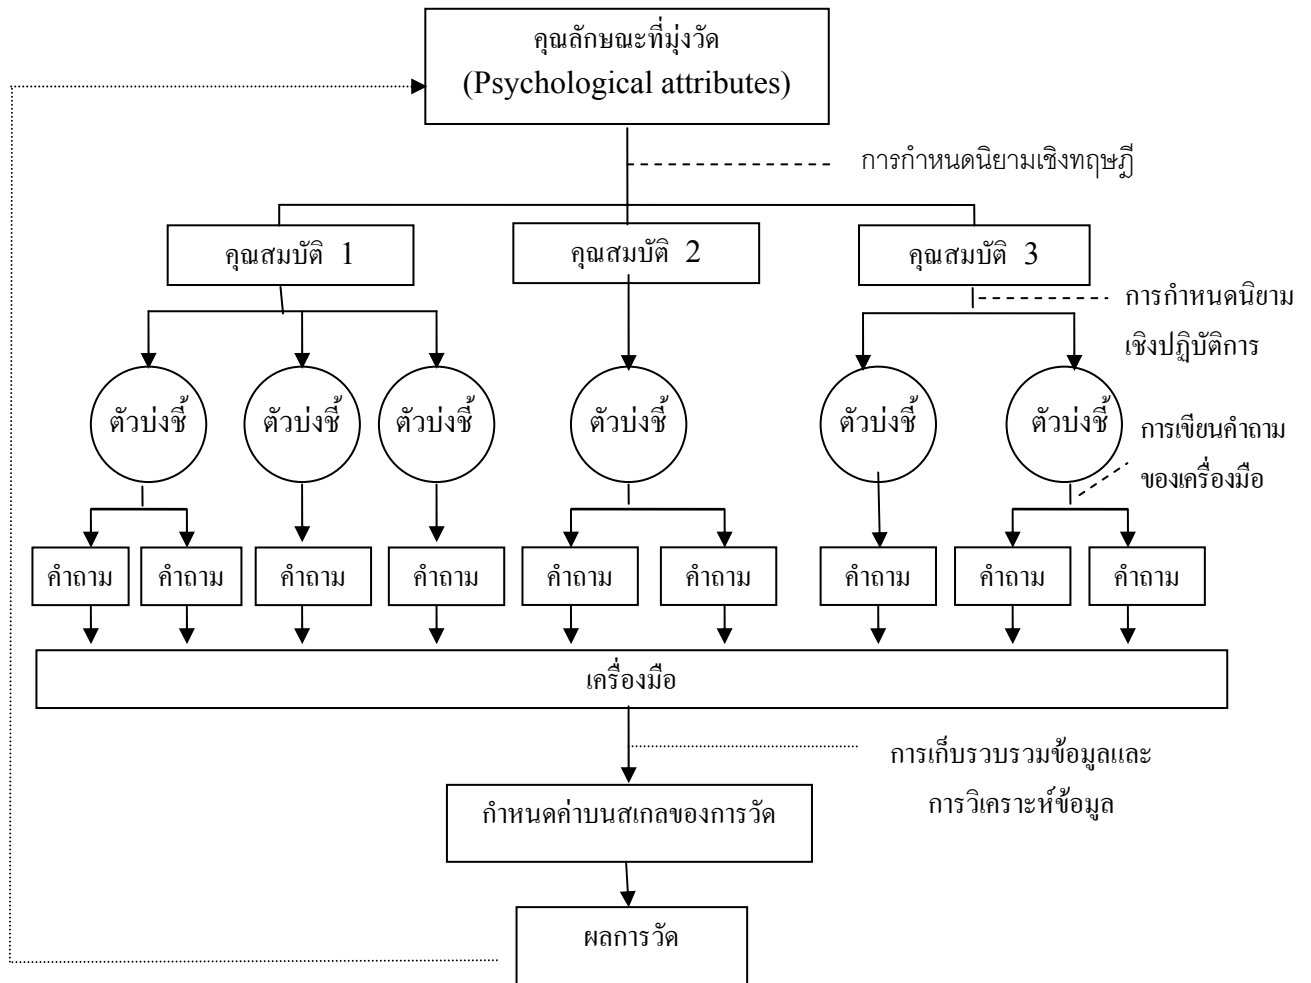 คุณลักษณะที่มุ่งวัด
(Psychological attributes)
การกำหนดนิยามเชิงทฤษฎี
คุณสมบัติ 1
คุณสมบัติ 2
คุณสมบัติ 3
การกำหนดนิยาม
เชิงปฏิบัติการ
ตัวบ่งชี้
ตัวบ่งชี้
ตัวบ่งชี้
ตัวบ่งชี้
ตัวบ่งชี้
ตัวบ่งชี้
การเขียนคำถาม
ของเครื่องมือ
คำถาม
คำถาม
คำถาม
คำถาม
คำถาม
คำถาม
คำถาม
คำถาม
คำถาม
เครื่องมือ
การเก็บรวบรวมข้อมูลและ
การวิเคราะห์ข้อมูล
กำหนดค่าบนสเกลของการวัด
ผลการวัด